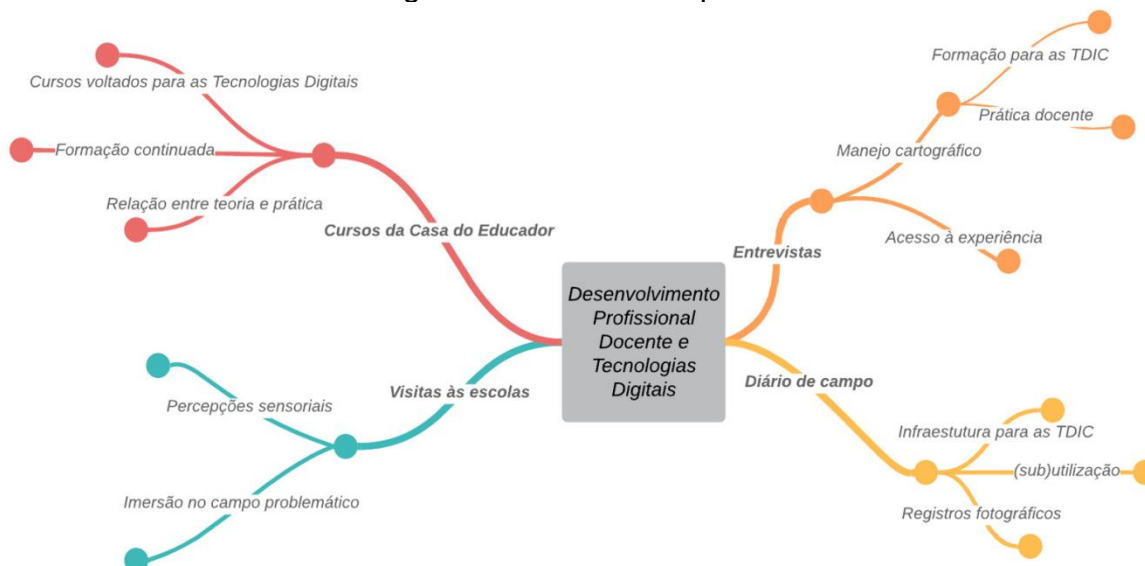 Cursos voltados para as Tecnologias Digitais
Formação continuada
Relação entre teoria e prática
Cursos da Casa do Educador
Percepções sensoriais
Imersão no campo problemático
Visitas às escolas
Desenvolvimento
Profissional
Docente e
Tecnologias
Digitais
Formação para as TDIC
Prática docente
Manejo cartográfico
Acesso à experiência
Entrevistas
Diário de campo
Infraestutura para as TDIC
(sub)utilização
Registros fotográficos